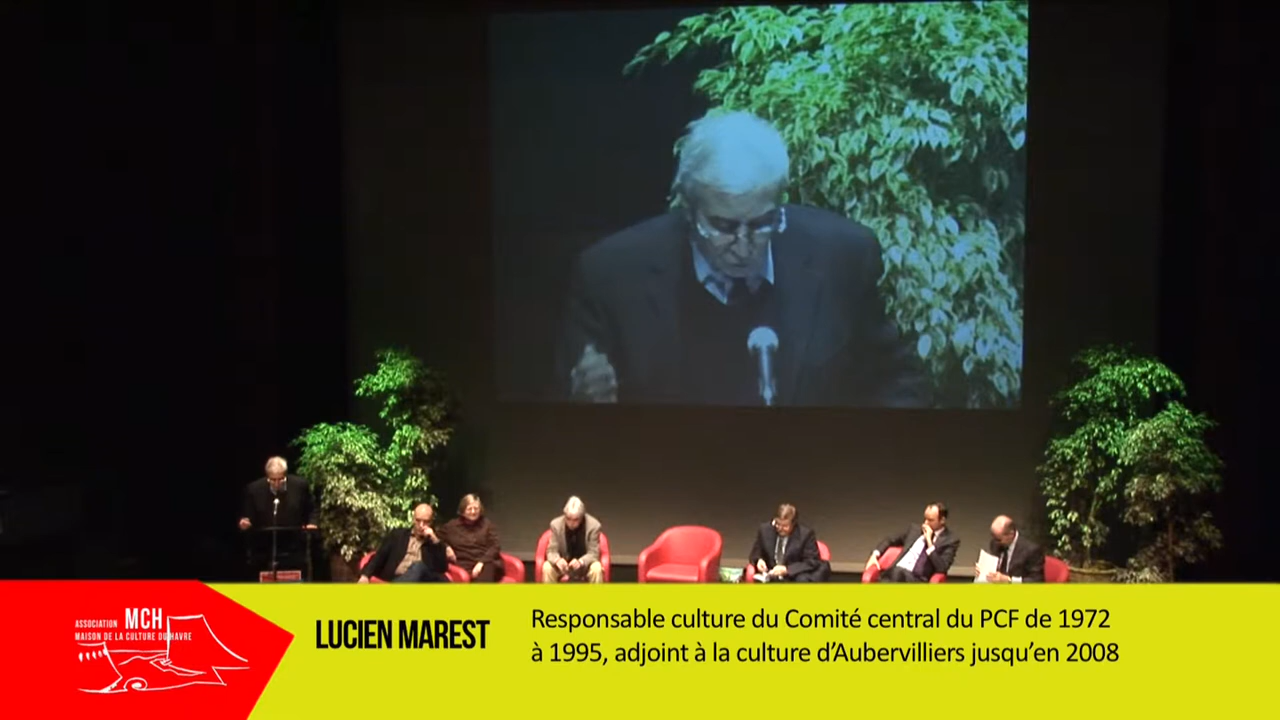 ASSOCIATION MCH
MAISON DE LA CULTURE DU HAVRE
LUCIEN MAREST
Responsable culture du Comité central du PCF de 1972
à 1995, adjoint à la culture d’Aubervilliers jusqu’en 2008